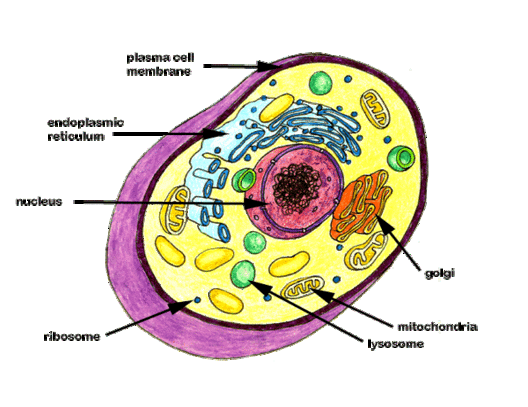 plasma cell
membrane
endoplasmic
reticulum
nucleus
golgi
mitochondria
lysosome
ribosome